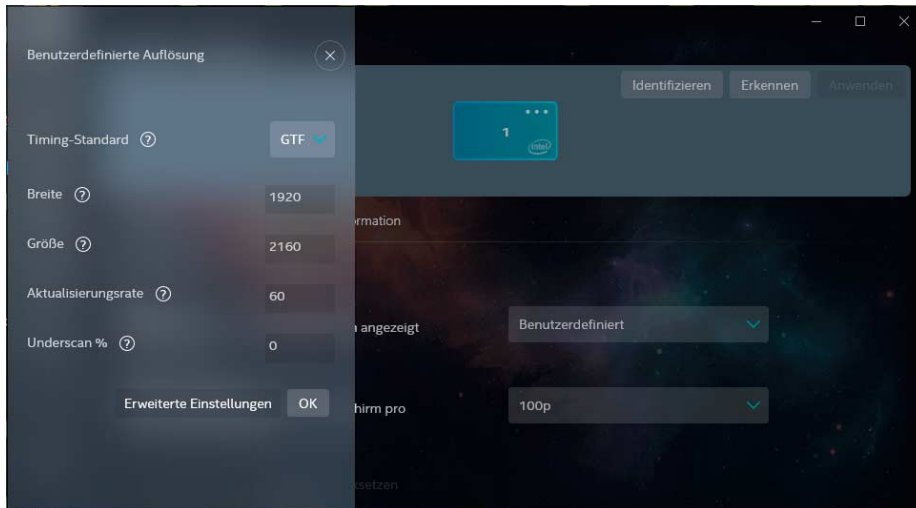 Benutzerdefinierte Auflösung
Identifizieren Erkennen Anwenden
1
intel
Timing-Standard ? GTF
Breite ? 1920
rmation
Größe ? 2160
Aktualisierungsrate ? 60
n angezeigt Benutzerdefiniert
Underscan % ? 0
Erweiterte Einstellungen OK
hirm pro 100p
ksetzen